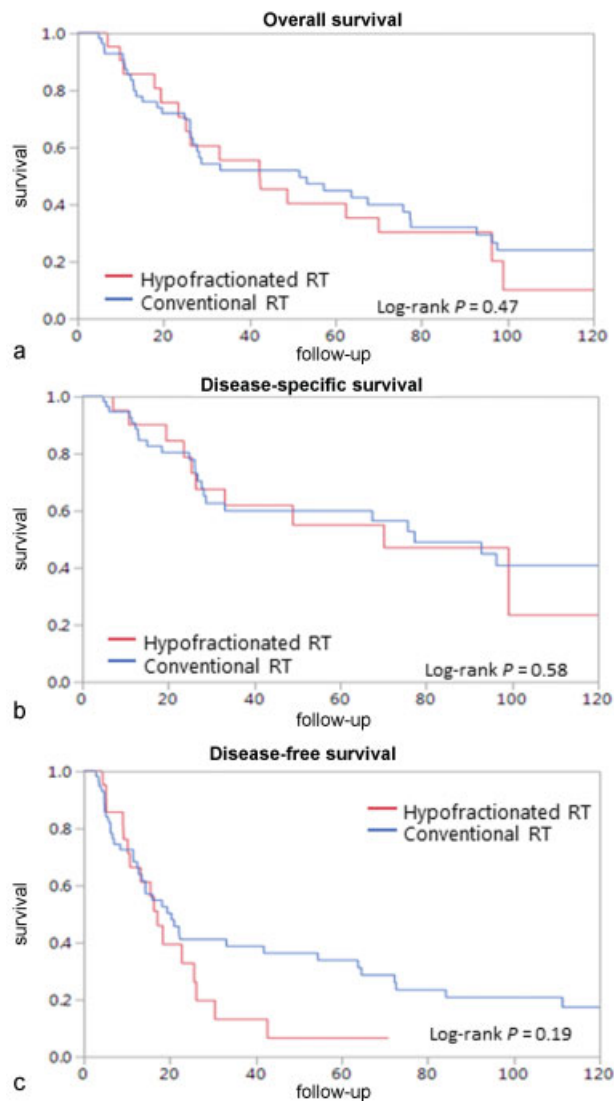 Overall survival
1.0
0.8
0.6
0.4
0.2
0.0
survival
Hypofractionated RT
Conventional RT
Log-rank P = 0.47
0 20 40 60 80 100 120
follow-up
a
Disease-specific survival
1.0
0.8
0.6
0.4
0.2
0.0
survival
Hypofractionated RT
Conventional RT
Log-rank P = 0.58
0 20 40 60 80 100 120
follow-up
b
Disease-free survival
1.0
0.8
0.6
0.4
0.2
0.0
survival
Hypofractionated RT
Conventional RT
Log-rank P = 0.19
0 20 40 60 80 100 120
follow-up
c